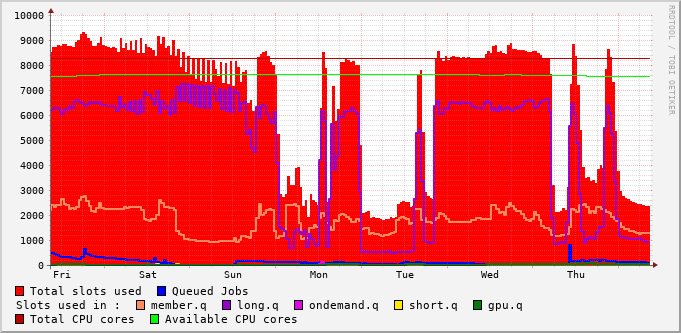 10000
9000
8000
7000
6000
5000
4000
3000
2000
1000
0
Fri Sat Sun Mon Tue Wed Thu
RRDTOOL / TOBI OETIKER
Total slots used Queued Jobs
Slots used in : member.q long.q ondemand.q short.q gpu.q
Total CPU cores Available CPU cores